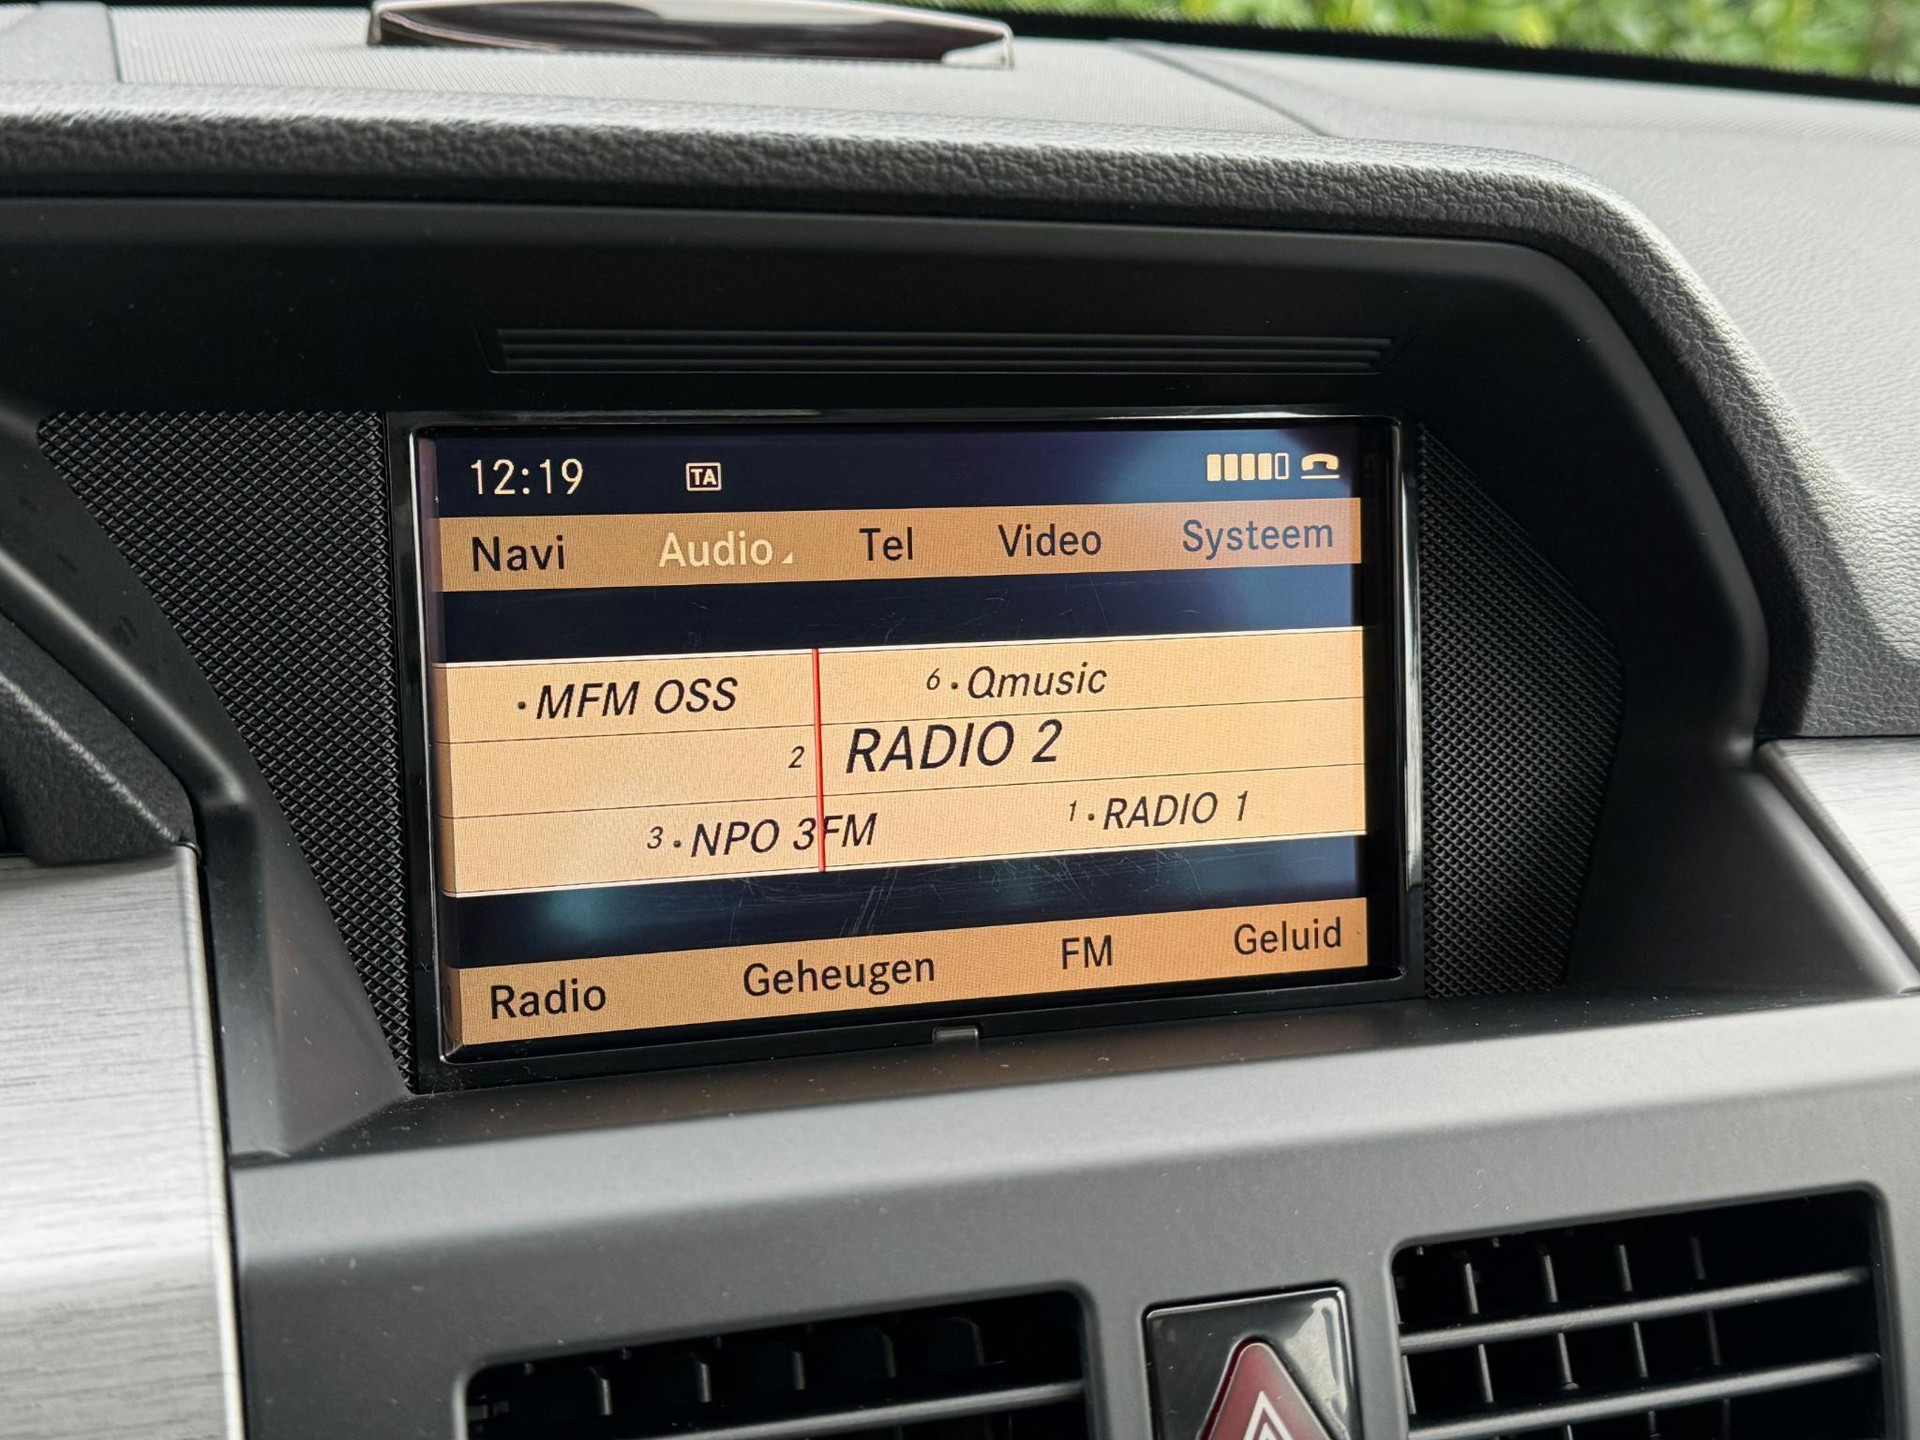 12:19 TA
Navi Audio Tel Video Systeem
·MFM OSS 6·Qmusic
2 RADIO 2
3·NPO 3FM 1·RADIO 1
Radio Geheugen FM Geluid